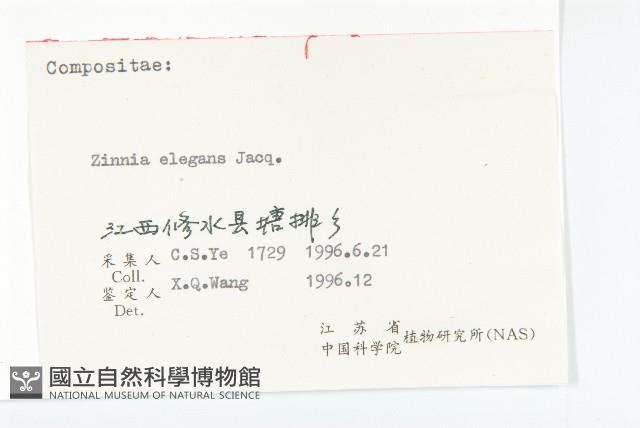 Compositae:
Zinnia elegans Jacq.
江西修水县塘排乡
采集人 C.S.Ye 1729 1996.6.21
Coll.
鉴定人 X.Q.Wang 1996.12
Det.
江苏省
中国科学院植物研究所(NAS)
國立自然科學博物館
NATIONAL MUSEUM OF NATURAL SCIENCE